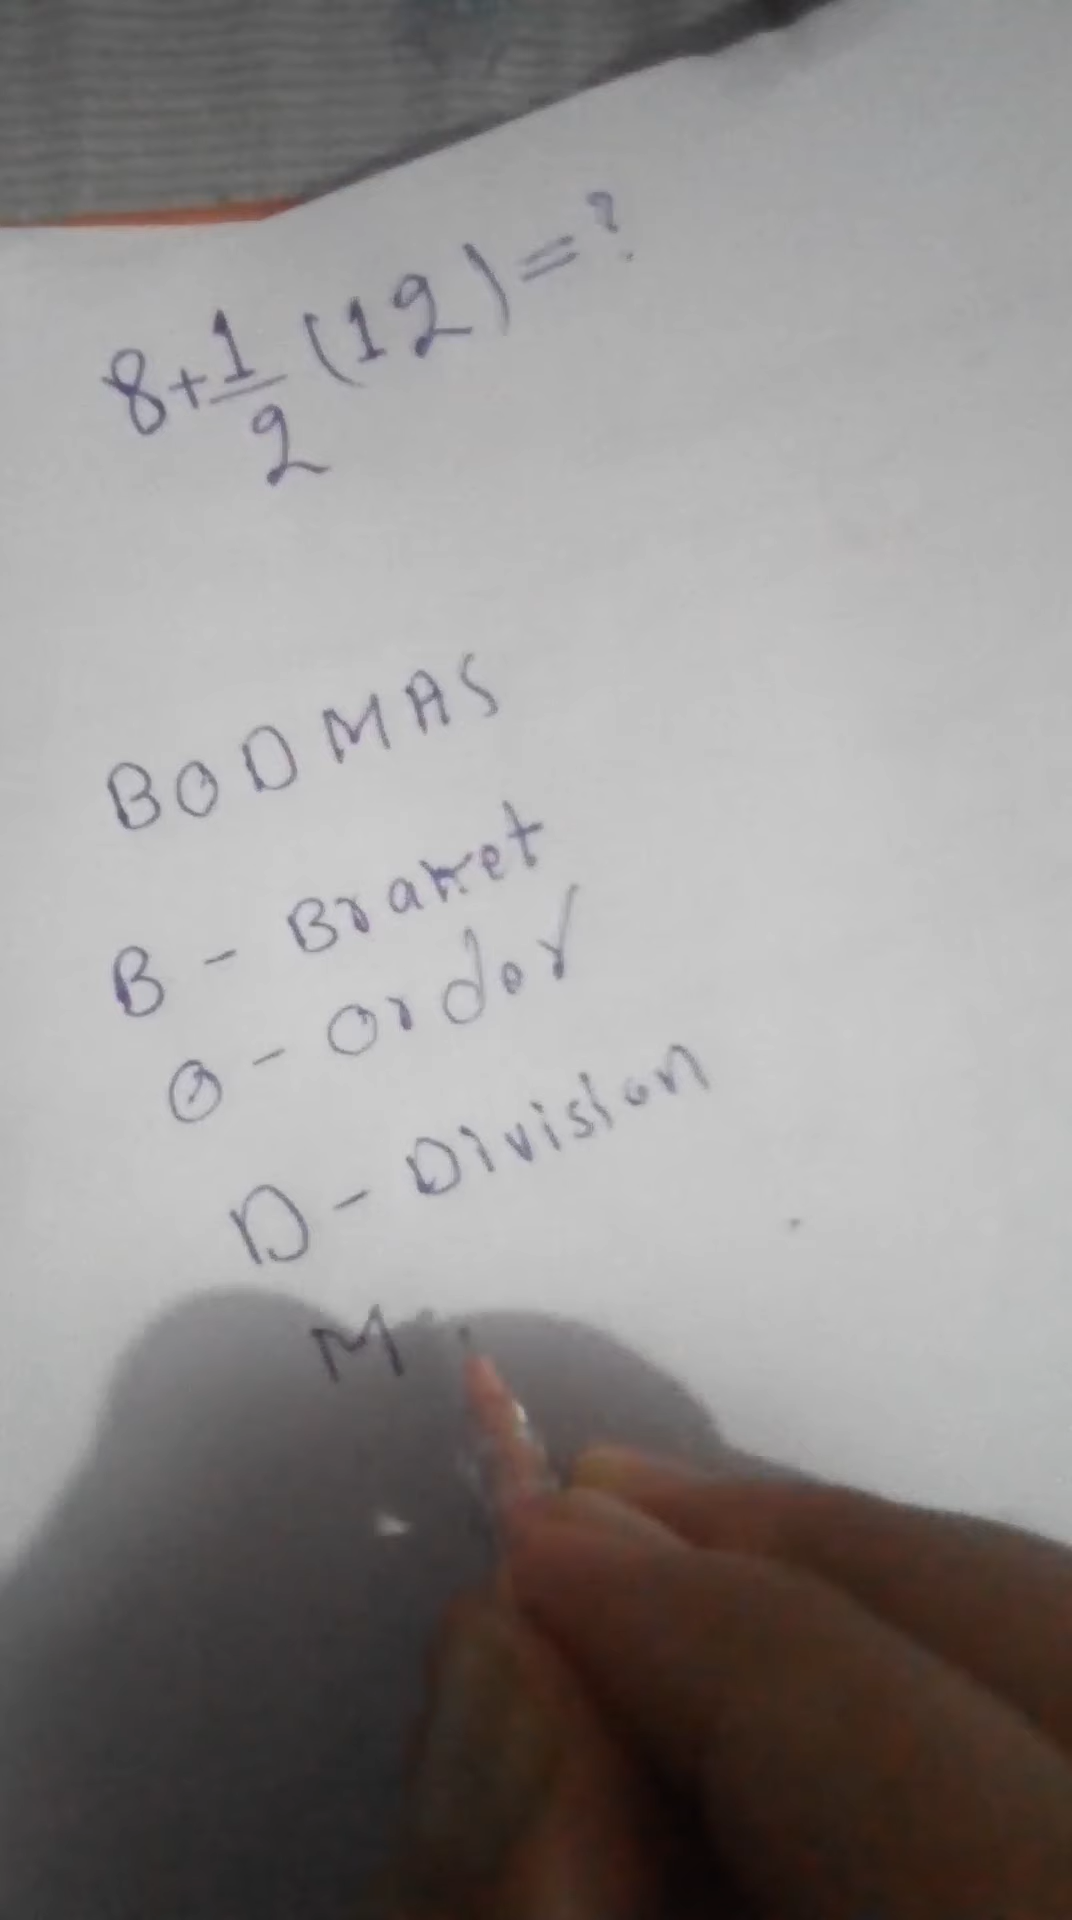 8+1/2 (12)=?
BODMAS
B - Braket
O - Order
D - Division
M